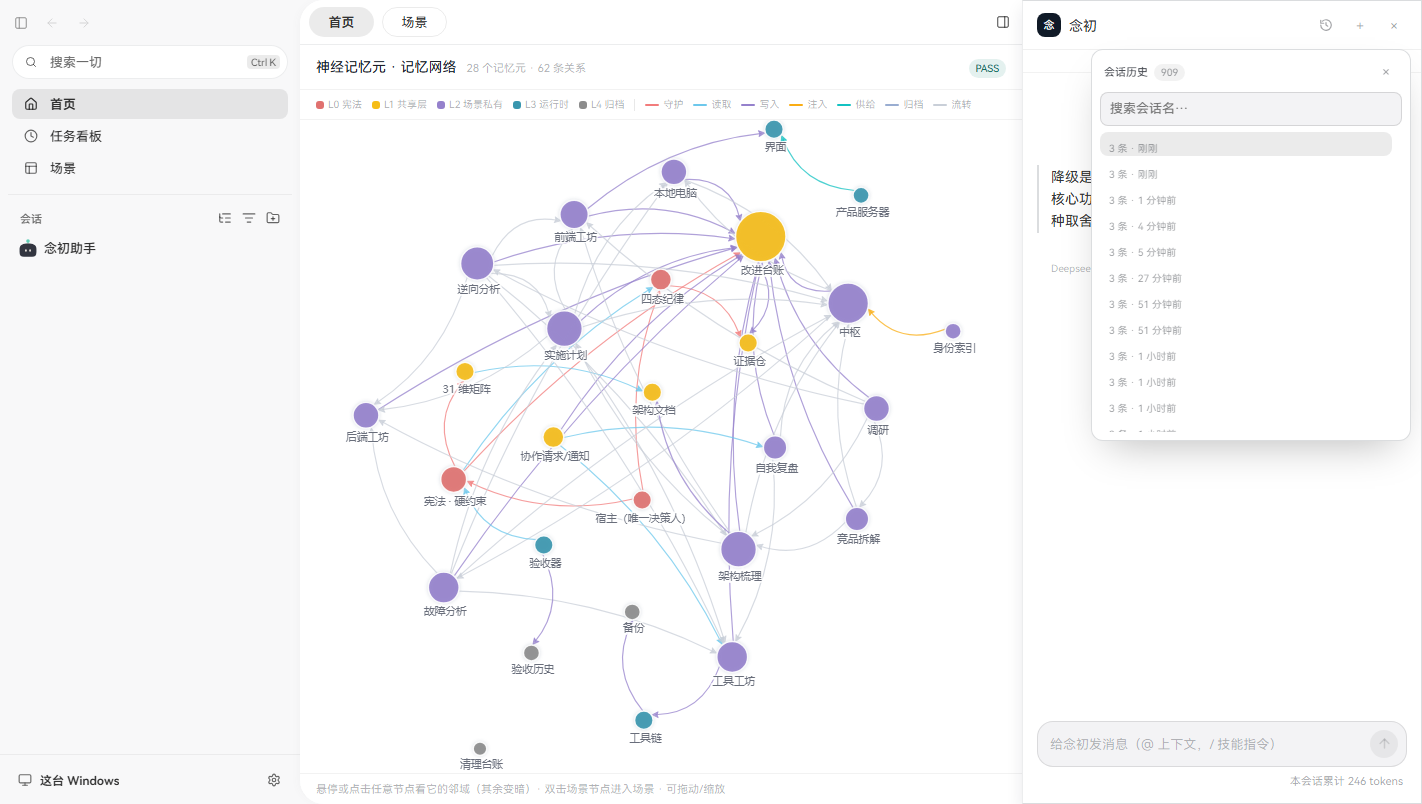 搜索一切
Ctrl K
首页
任务看板
场景
会话
念初助手
这台 Windows
首页
场景
神经记忆元 · 记忆网络
28 个记忆元 · 62 条关系
PASS
L0 宪法
L1 共享层
L2 场景私有
L3 运行时
L4 归档
守护
读取
写入
注入
供给
归档
流转
界面
本地电脑
产品服务器
前端工坊
改进台账
逆向分析
四态纪律
中枢
实施计划
身份索引
证据仓
31 维矩阵
架构文档
后端工坊
调研
协作请求/通知
自我复盘
宪法 · 硬约束
宿主（唯一决策人）
竞品拆解
验收器
架构梳理
故障分析
备份
验收历史
工具工坊
工具链
清理台账
悬停或点击任意节点看它的邻域（其余变暗）· 双击场景节点进入场景 · 可拖动/缩放
念
念初
会话历史
909
搜索会话名…
3 条 · 刚刚
3 条 · 刚刚
3 条 · 1 分钟前
3 条 · 4 分钟前
3 条 · 5 分钟前
3 条 · 27 分钟前
3 条 · 51 分钟前
3 条 · 51 分钟前
3 条 · 1 小时前
3 条 · 1 小时前
3 条 · 1 小时前
降级是
核心功
种取舍
Deepsee
给念初发消息（@ 上下文，/ 技能指令）
本会话累计 246 tokens